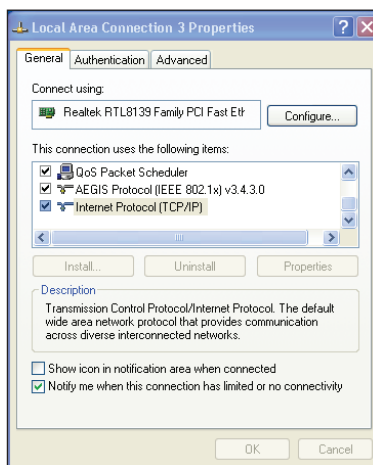 Local Area Connection 3 Properties
General Authentication Advanced
Connect using:
Realtek RTL8139 Family PCI Fast Eth
Configure...
This connection uses the following items:
QoS Packet Scheduler
AEGIS Protocol (IEEE 802.1x) v3.4.3.0
Internet Protocol (TCP/IP)
Install... Uninstall Properties
Description
Transmission Control Protocol/Internet Protocol. The default
wide area network protocol that provides communication
across diverse interconnected networks.
Show icon in notification area when connected
Notify me when this connection has limited or no connectivity
OK Cancel